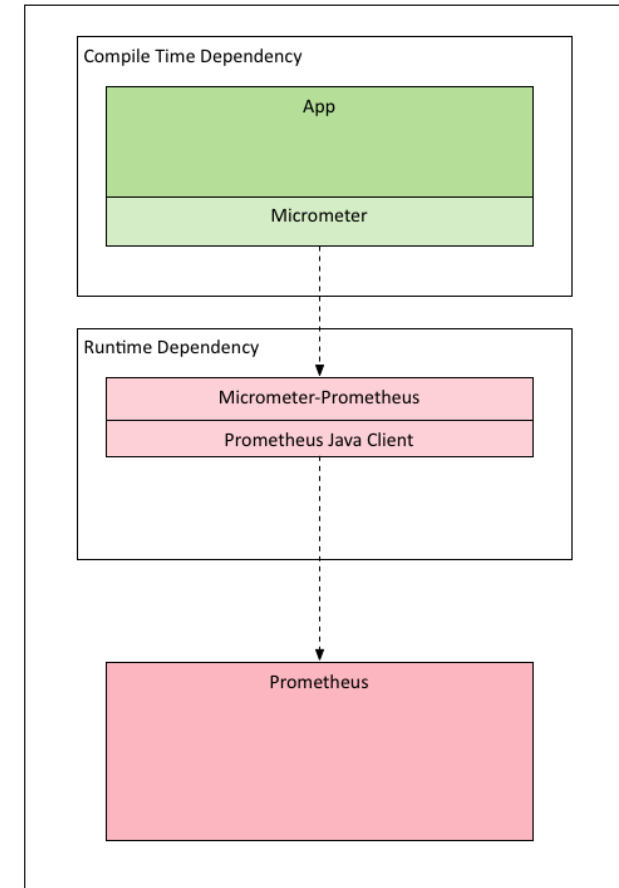 Compile Time Dependency
App
Micrometer
Runtime Dependency
Micrometer-Prometheus
Prometheus Java Client
Prometheus